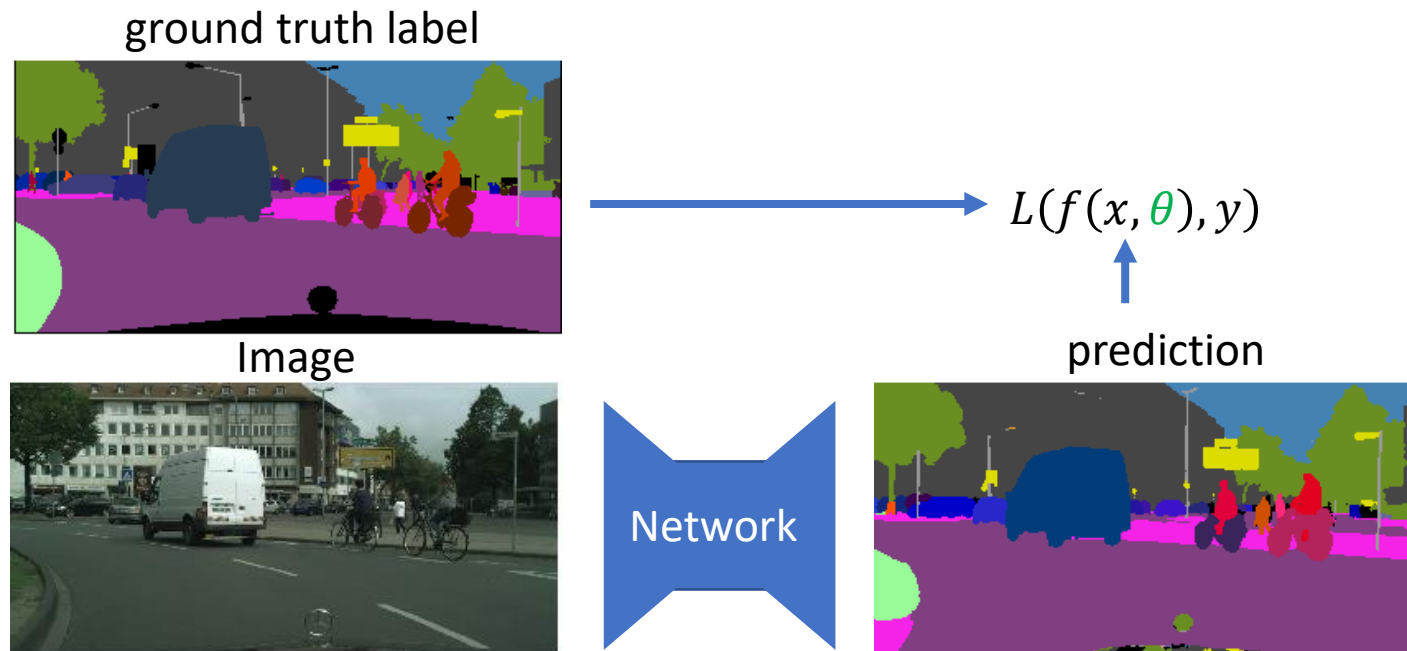 ground truth label
L(f(x, θ), y)
Image
prediction
Network